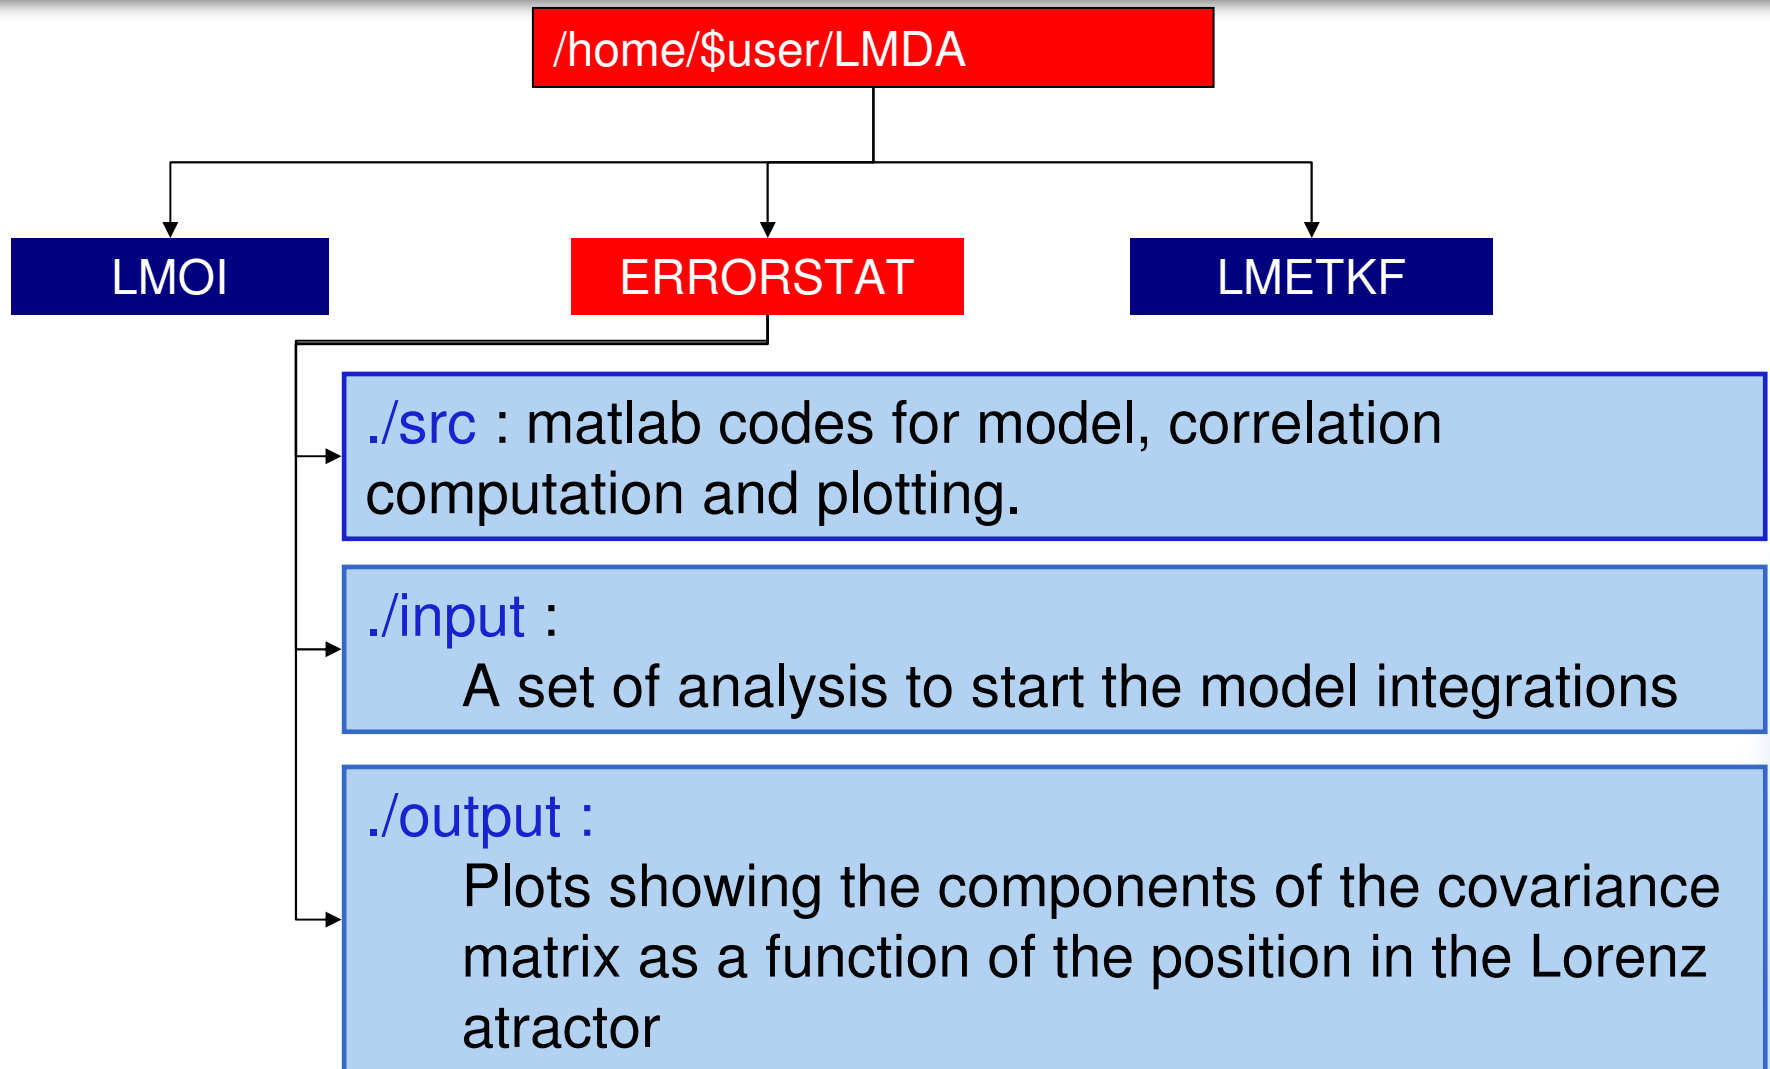 /home/$user/LMDA
LMOI
ERRORSTAT
LMETKF
./src : matlab codes for model, correlation
computation and plotting.
./input :
A set of analysis to start the model integrations
./output :
Plots showing the components of the covariance
matrix as a function of the position in the Lorenz
atractor